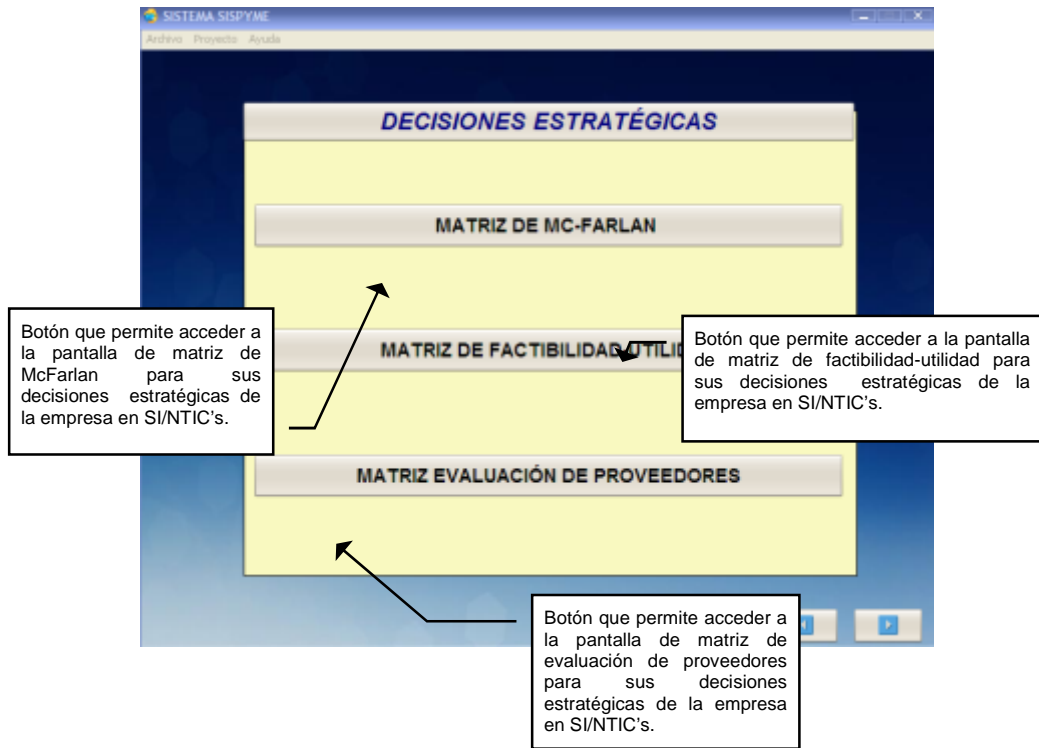 SISTEMA SISPYME
Archivo Proyecto Ayuda
DECISIONES ESTRATÉGICAS
MATRIZ DE MC-FARLAN
Botón que permite acceder a
la pantalla de matriz de
McFarlan para sus
decisiones estratégicas de
la empresa en SI/NTIC’s.
MATRIZ DE FACTIBILIDAD-UTILI
Botón que permite acceder a la pantalla
de matriz de factibilidad-utilidad para
sus decisiones estratégicas de la
empresa en SI/NTIC’s.
MATRIZ EVALUACIÓN DE PROVEEDORES
Botón que permite acceder a
la pantalla de matriz de
evaluación de proveedores
para sus decisiones
estratégicas de la empresa
en SI/NTIC’s.